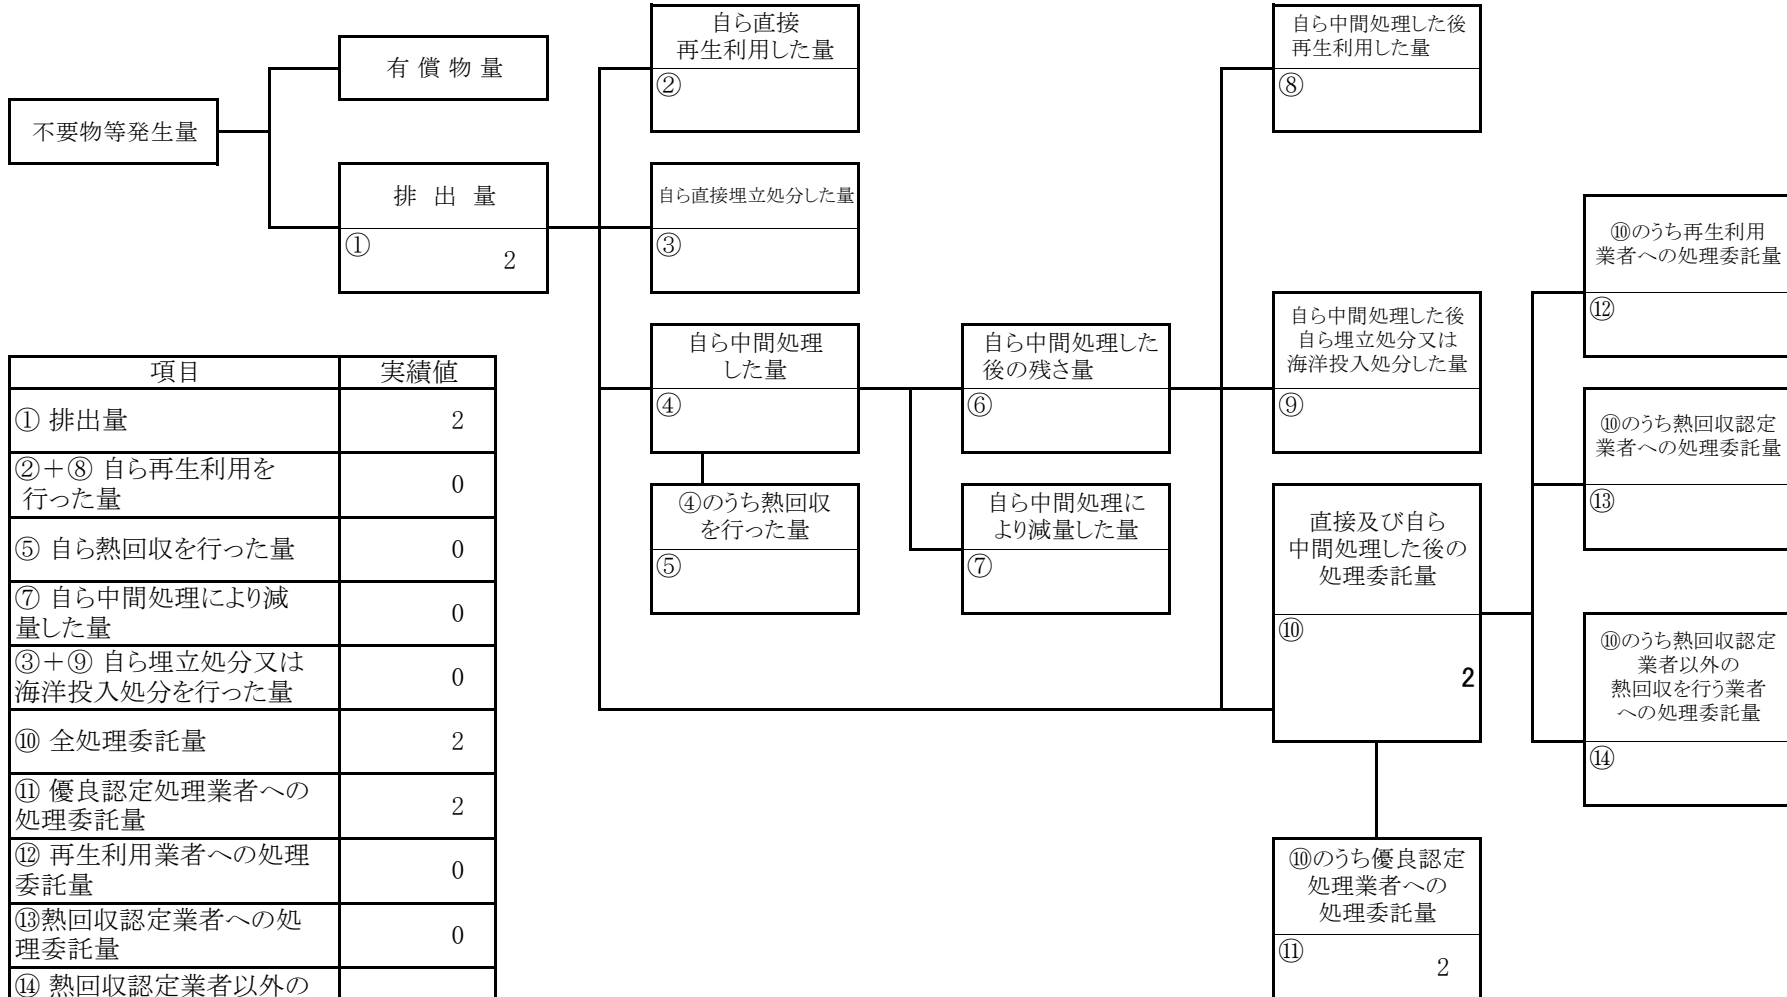 不要物等発生量
有 償 物 量
排 出 量
①
2
自ら直接
再生利用した量
②
自ら直接埋立処分した量
③
自ら中間処理
した量
④
④のうち熱回収
を行った量
⑤
自ら中間処理した
後の残さ量
⑥
自ら中間処理に
より減量した量
⑦
自ら中間処理した後
再生利用した量
⑧
自ら中間処理した後
自ら埋立処分又は
海洋投入処分した量
⑨
直接及び自ら
中間処理した後の
処理委託量
⑩
2
⑩のうち優良認定
処理業者への
処理委託量
⑪
2
⑩のうち再生利用
業者への処理委託量
⑫
⑩のうち熱回収認定
業者への処理委託量
⑬
⑩のうち熱回収認定
業者以外の
熱回収を行う業者
への処理委託量
⑭
項目 実績値
① 排出量 2
②+⑧ 自ら再生利用を
行った量 0
⑤ 自ら熱回収を行った量 0
⑦ 自ら中間処理により減
量した量 0
③+⑨ 自ら埋立処分又は
海洋投入処分を行った量 0
⑩ 全処理委託量 2
⑪ 優良認定処理業者への
処理委託量 2
⑫ 再生利用業者への処理
委託量 0
⑬熱回収認定業者への処
理委託量 0
⑭ 熱回収認定業者以外の